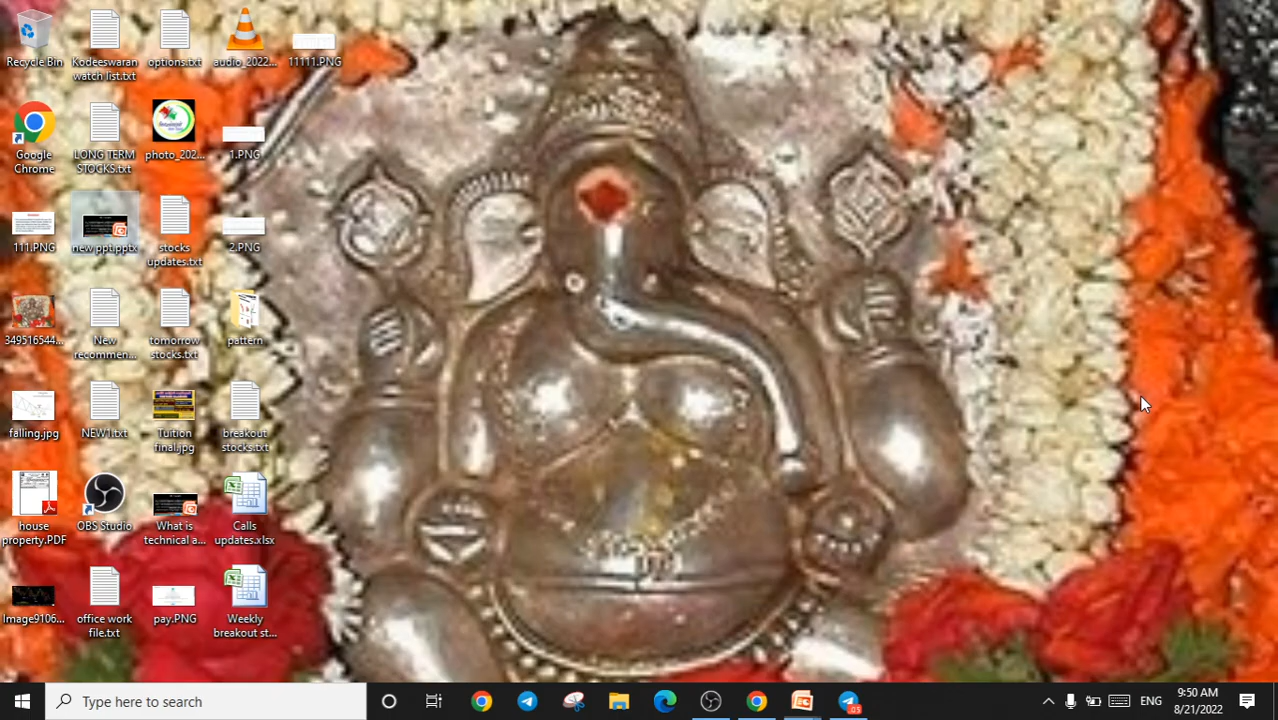 Recycle Bin
Kodeeswaran
watch list.txt
options.txt
audio_2022...
11111.PNG
Google
Chrome
LONG TERM
STOCKS.txt
photo_202...
1.PNG
111.PNG
new ppt.pptx
stocks
updates.txt
2.PNG
349516544...
New
recommen...
tomorrow
stocks.txt
pattern
falling.jpg
NEW1.txt
Tuition
final.jpg
breakout
stocks.txt
house
property.PDF
OBS Studio
What is
technical a...
Calls
updates.xlsx
Image9106...
office work
file.txt
pay.PNG
Weekly
breakout st...
Type here to search
05
ENG
9:50 AM
8/21/2022